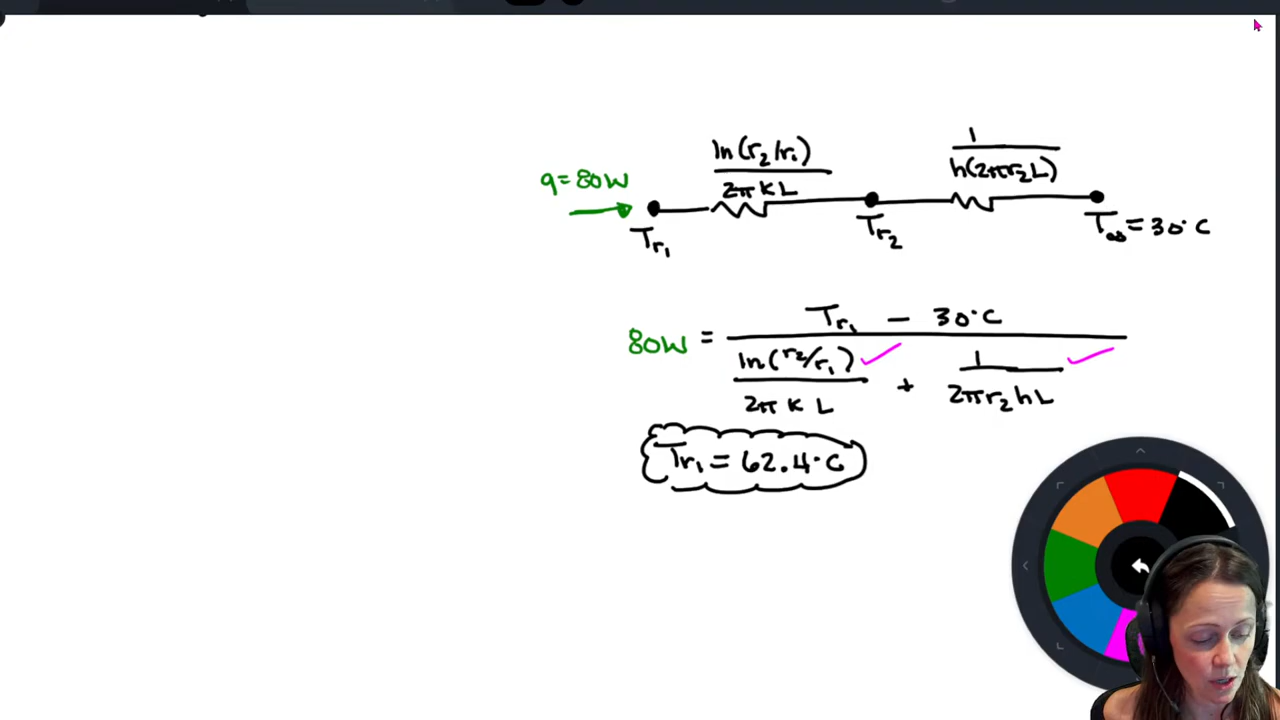 q=80W
ln(r₂/r₁)
2πKL
1
h(2πr₂L)
Tr₁
Tr₂
T∞=30°C
80W = Tr₁ − 30°C
ln(r₂/r₁) + 1
2πKL 2πr₂hL
Tr₁ = 62.4°C